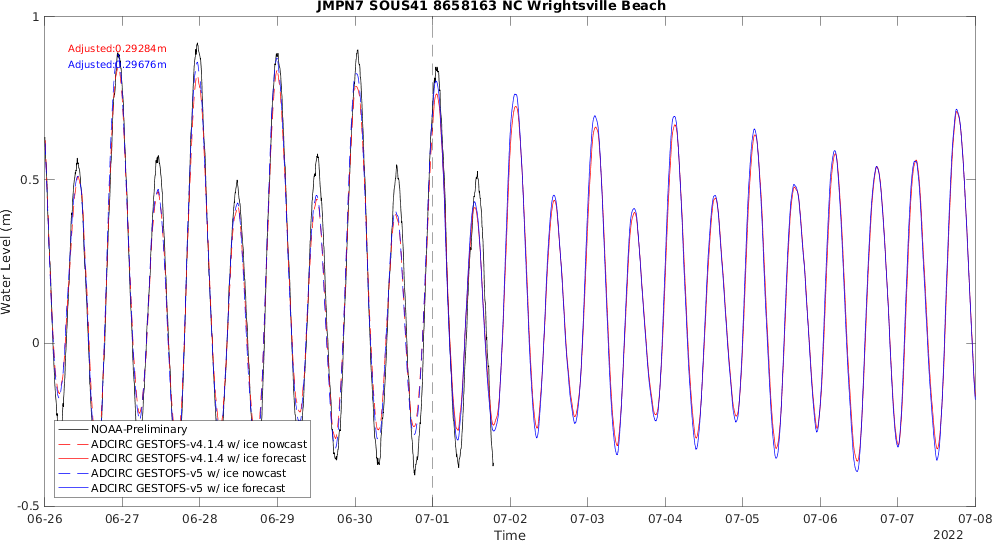 JMPN7 SOUS41 8658163 NC Wrightsville Beach
Adjusted:0.29284m
Adjusted:0.29676m
1
0.5
0
-0.5
Water Level (m)
NOAA-Preliminary
ADCIRC GESTOFS-v4.1.4 w/ ice nowcast
ADCIRC GESTOFS-v4.1.4 w/ ice forecast
ADCIRC GESTOFS-v5 w/ ice nowcast
ADCIRC GESTOFS-v5 w/ ice forecast
06-26 06-27 06-28 06-29 06-30 07-01 07-02 07-03 07-04 07-05 07-06 07-07 07-08
Time
2022